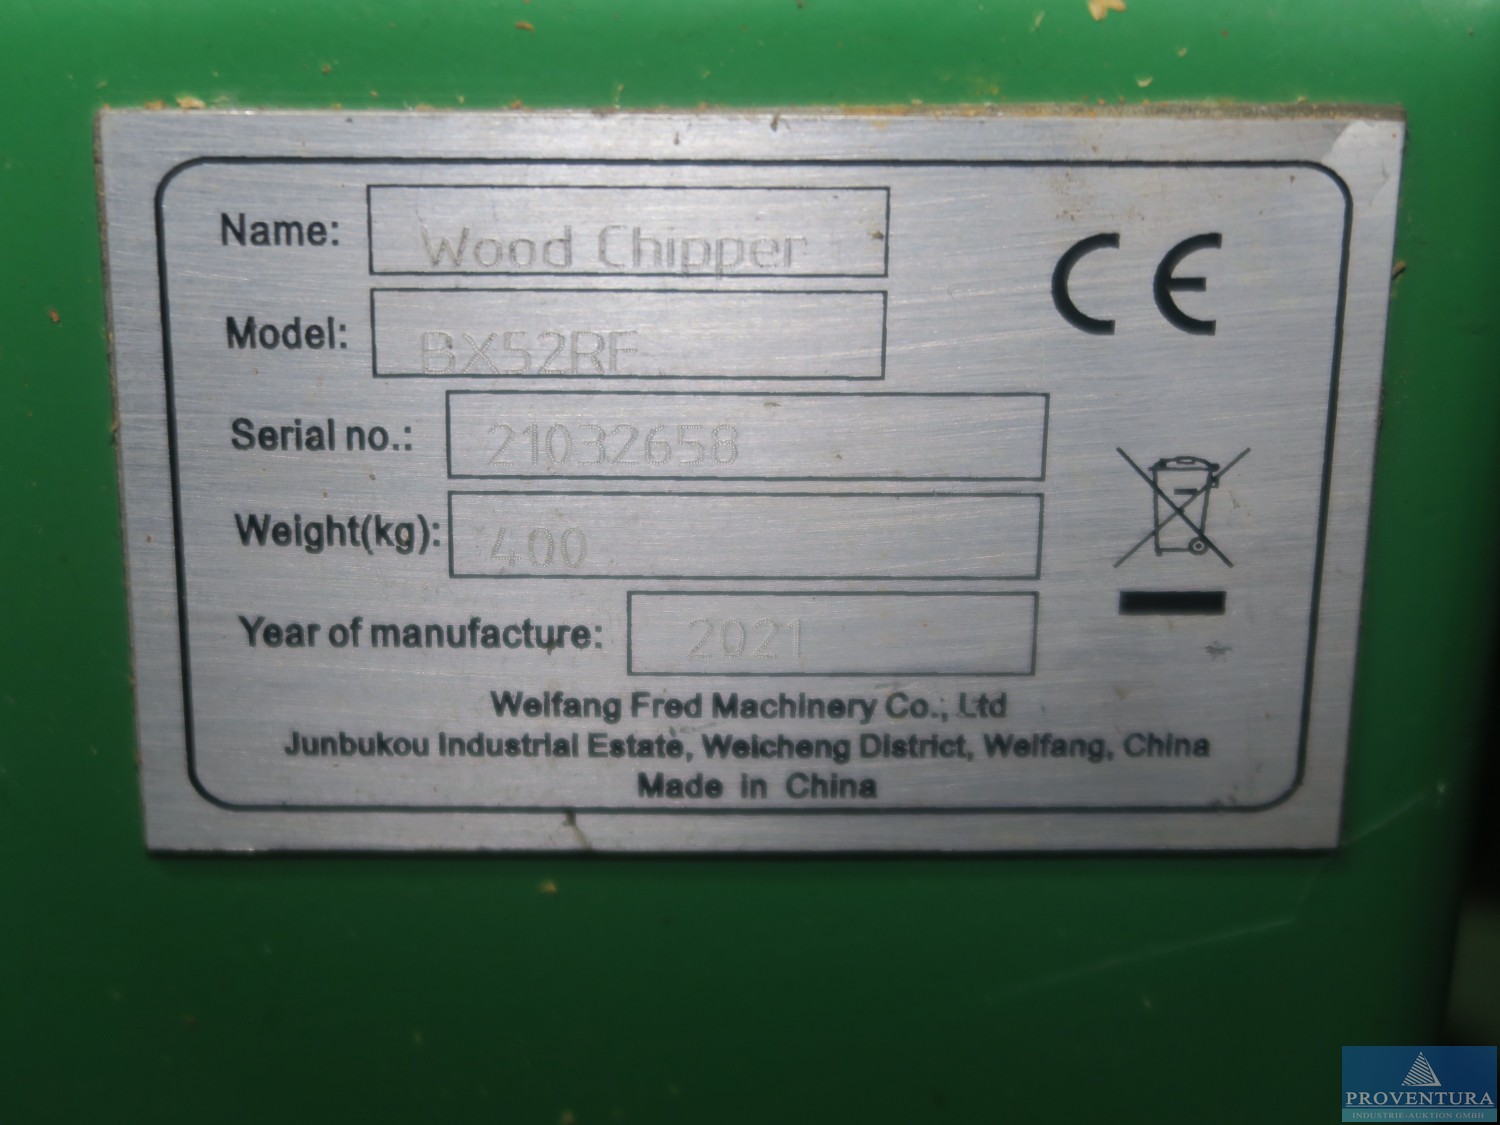 Name: Wood Chipper
Model: BX52RF
Serial no.: 21032658
Weight(kg): 400
Year of manufacture: 2021
Weifang Fred Machinery Co., Ltd
Junbukou Industrial Estate, Weicheng District, Weifang, China
Made in China
CE
PROVENTURA
INDUSTRIE-AUKTION GMBH